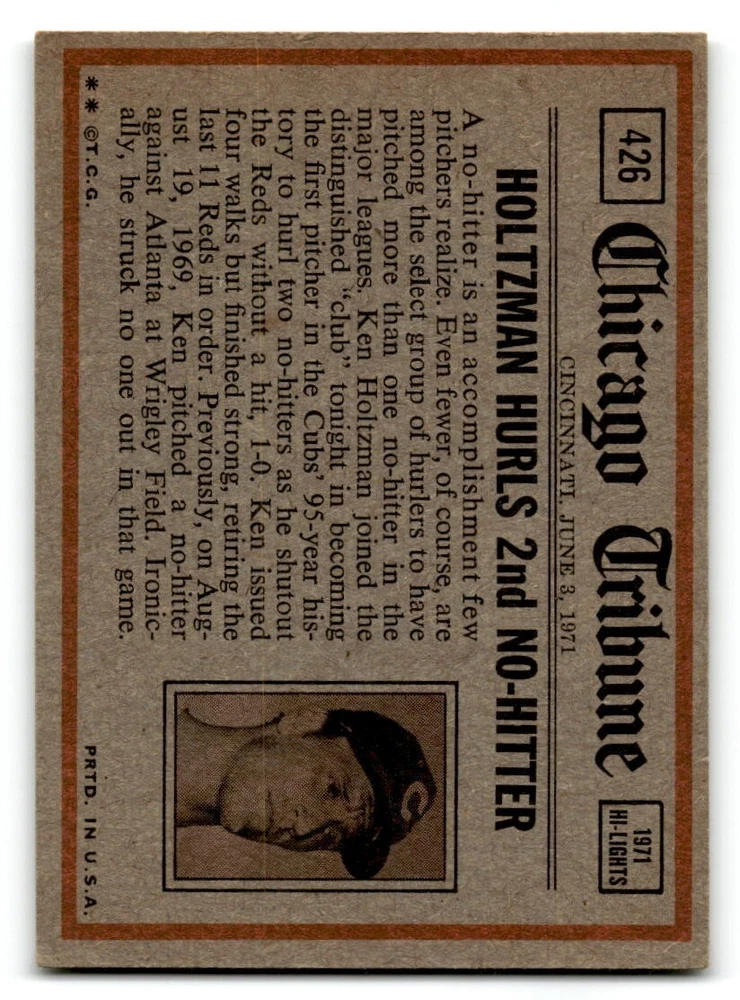 426
Chicago Tribune
1971
HI-LIGHTS
CINCINNATI, JUNE 3, 1971
HOLTZMAN HURLS 2nd NO-HITTER
A no-hitter is an accomplishment few
pitchers realize. Even fewer, of course, are
among the select group of hurlers to have
pitched more than one no-hitter in the
major leagues. Ken Holtzman joined the
distinguished "club" tonight in becoming
the first pitcher in the Cubs' 95-year his-
tory to hurl two no-hitters as he shutout
the Reds without a hit, 1-0. Ken issued
four walks but finished strong, retiring the
last 11 Reds in order. Previously, on Aug-
ust 19, 1969, Ken pitched a no-hitter
against Atlanta at Wrigley Field. Ironic-
ally, he struck no one out in that game.
C
** ©T.C.G.
PRTD. IN U.S.A.